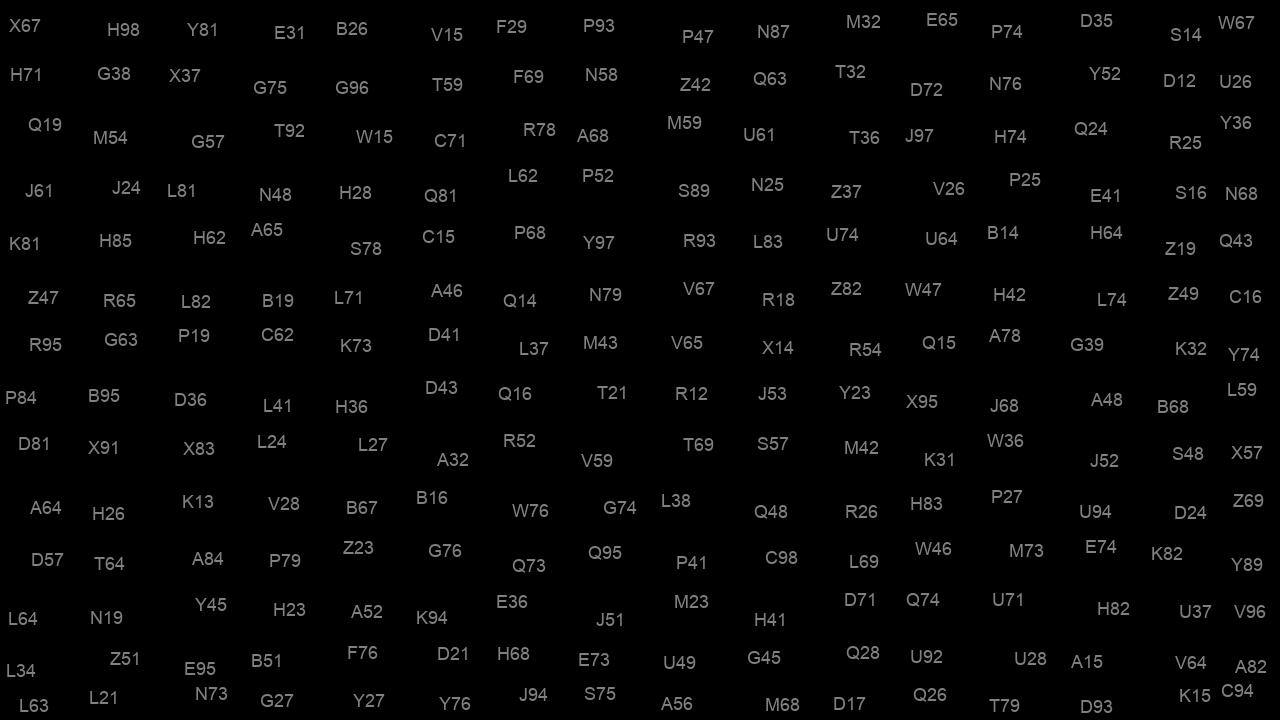 X67 H98 Y81 E31 B26 V15 F29 P93 P47 N87 M32 E65 P74 D35 S14 W67
H71 G38 X37 G75 G96 T59 F69 N58 Z42 Q63 T32 D72 N76 Y52 D12 U26
Q19 M54 G57 T92 W15 C71 R78 A68 M59 U61 T36 J97 H74 Q24 R25 Y36
J61 J24 L81 N48 H28 Q81 L62 P52 S89 N25 Z37 V26 P25 E41 S16 N68
K81 H85 H62 A65 S78 C15 P68 Y97 R93 L83 U74 U64 B14 H64 Z19 Q43
Z47 R65 L82 B19 L71 A46 Q14 N79 V67 R18 Z82 W47 H42 L74 Z49 C16
R95 G63 P19 C62 K73 D41 L37 M43 V65 X14 R54 Q15 A78 G39 K32 Y74
P84 B95 D36 L41 H36 D43 Q16 T21 R12 J53 Y23 X95 J68 A48 B68 L59
D81 X91 X83 L24 L27 A32 R52 V59 T69 S57 M42 K31 W36 J52 S48 X57
A64 H26 K13 V28 B67 B16 W76 G74 L38 Q48 R26 H83 P27 U94 D24 Z69
D57 T64 A84 P79 Z23 G76 Q73 Q95 P41 C98 L69 W46 M73 E74 K82 Y89
L64 N19 Y45 H23 A52 K94 E36 J51 M23 H41 D71 Q74 U71 H82 U37 V96
L34 Z51 E95 B51 F76 D21 H68 E73 U49 G45 Q28 U92 U28 A15 V64 A82
L63 L21 N73 G27 Y27 Y76 J94 S75 A56 M68 D17 Q26 T79 D93 K15 C94